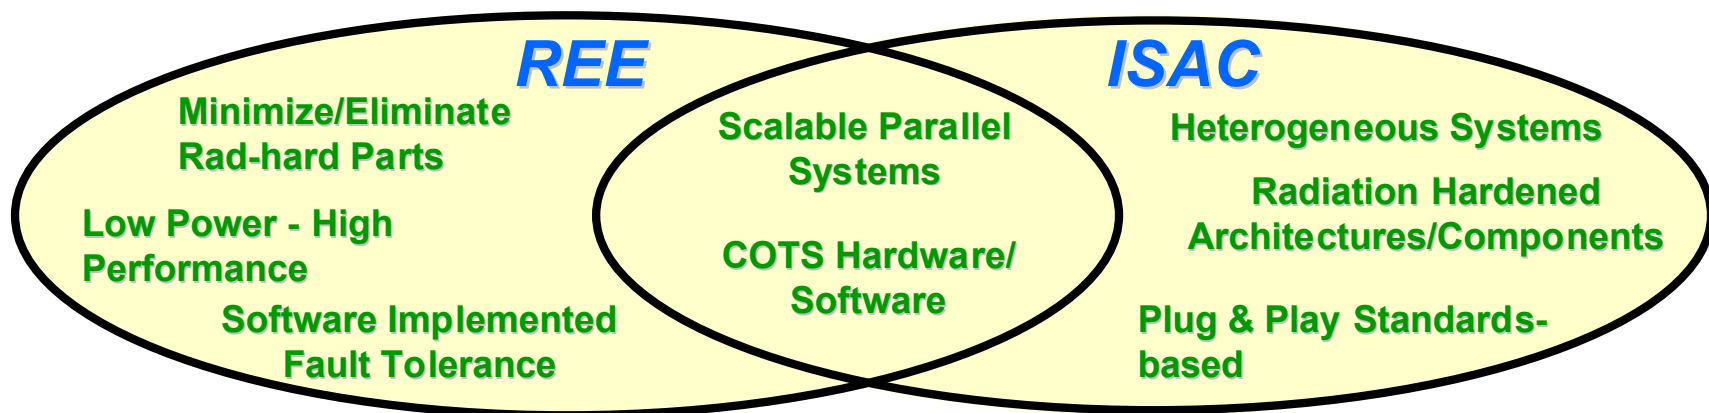 REE
Minimize/Eliminate
Rad-hard Parts
Low Power - High
Performance
Software Implemented
Fault Tolerance
Scalable Parallel
Systems
COTS Hardware/
Software
ISAC
Heterogeneous Systems
Radiation Hardened
Architectures/Components
Plug & Play Standards-
based